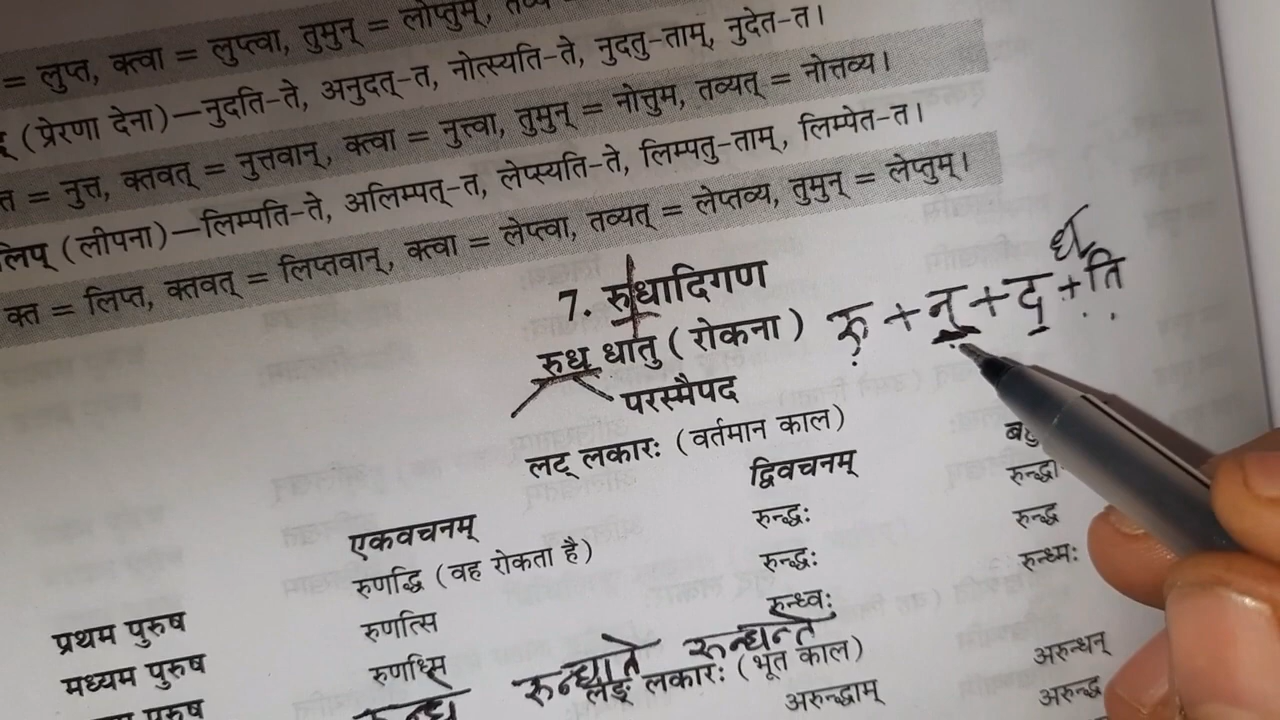 = लुप्त, क्त्वा = लुप्त्वा, तुमुन् = लोप्तुम्,
(प्रेरणा देना)—नुदति-ते, अनुदत्-त, नोत्स्यति-ते, नुदतु-ताम्, नुदेत-त।
= नुत्त, क्तवत् = नुत्तवान्, क्त्वा = नुत्त्वा, तुमुन् = नोत्तुम, तव्यत् = नोत्तव्य।
लिप् (लीपना)—लिम्पति-ते, अलिम्पत्-त, लेप्स्यति-ते, लिम्पतु-ताम्, लिम्पेत-त।
क्त = लिप्त, क्तवत् = लिप्तवान्, क्त्वा = लेप्त्वा, तव्यत् = लेप्तव्य, तुमुन् = लेप्तुम्।
7. रुधादिगण
ध
रुध् धातु (रोकना) रु + न् + द् + ति
परस्मैपद
लट् लकारः (वर्तमान काल)
एकवचनम् द्विवचनम्
प्रथम पुरुष रुणद्धि (वह रोकता है) रुन्द्धः
मध्यम पुरुष रुणत्सि रुन्द्धः रुन्द्ध
पुरुष रुणध्मि रुन्ध्वः रुन्ध्मः
रुन्ध रुन्धाते रुन्धन्ते
लङ् लकारः (भूत काल)
अरुन्द्धाम् अरुन्धन्
अरुन्द्ध